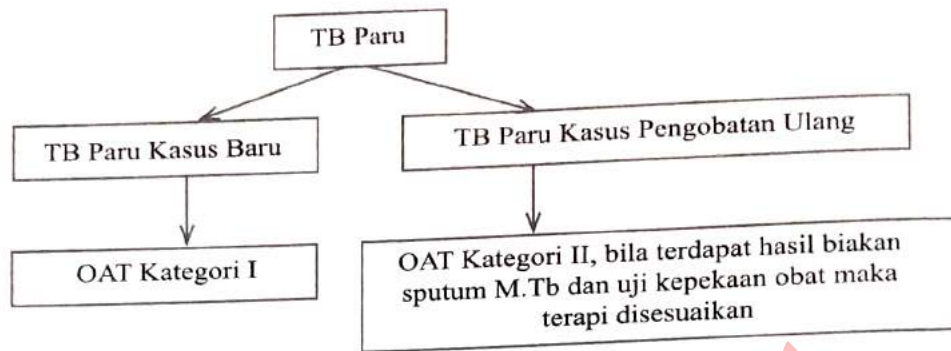 TB Paru
TB Paru Kasus Baru
TB Paru Kasus Pengobatan Ulang
OAT Kategori I
OAT Kategori II, bila terdapat hasil biakan
sputum M.Tb dan uji kepekaan obat maka
terapi disesuaikan